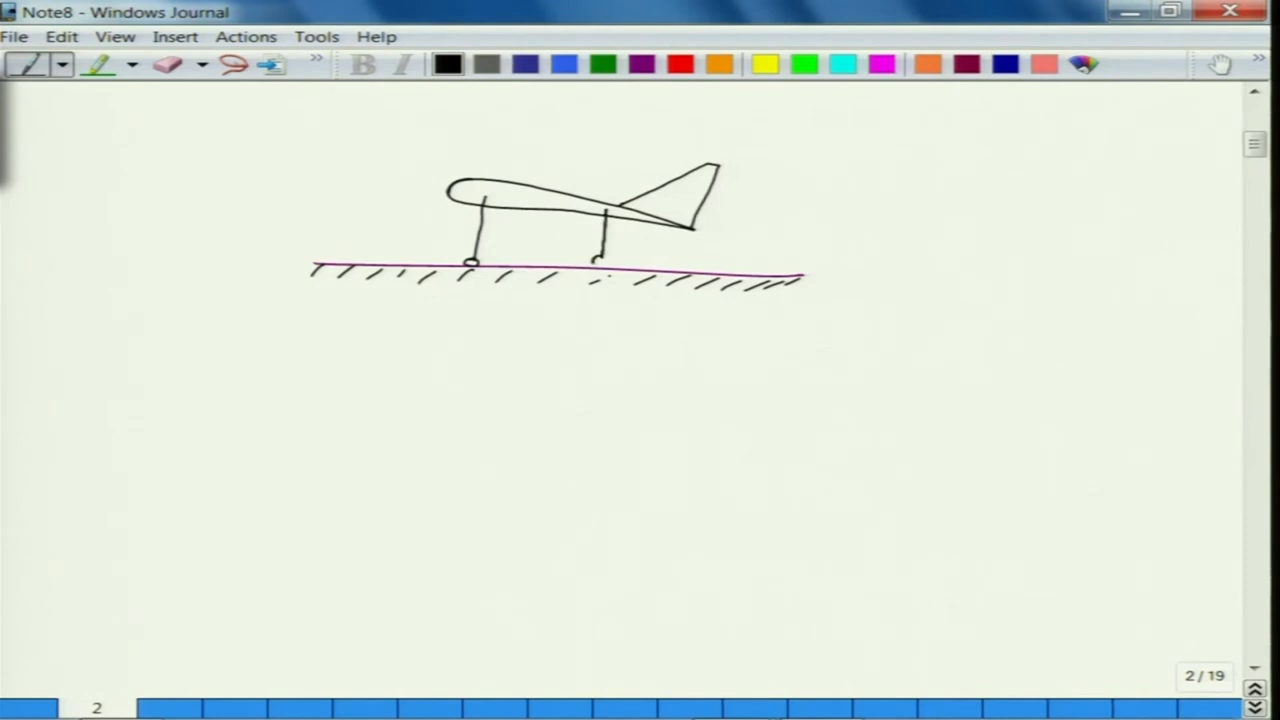 Note8 - Windows Journal
File Edit View Insert Actions Tools Help
B I
2 / 19
2